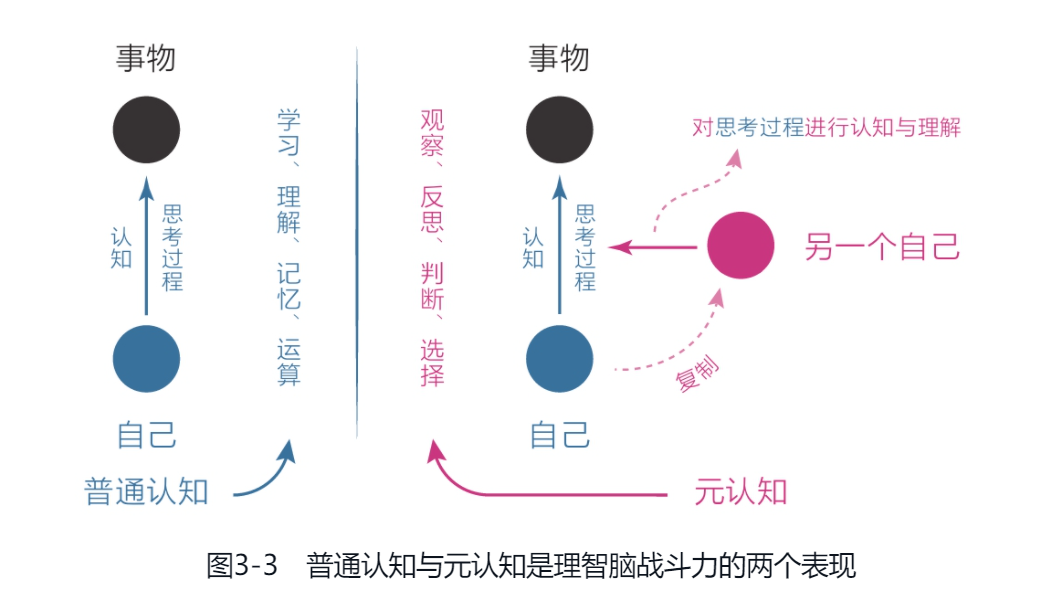 事物
认知
思考过程
自己
学习、理解、记忆、运算
普通认知
观察、反思、判断、选择
事物
认知
思考过程
自己
对思考过程进行认知与理解
另一个自己
复制
元认知
图3-3 普通认知与元认知是理智脑战斗力的两个表现